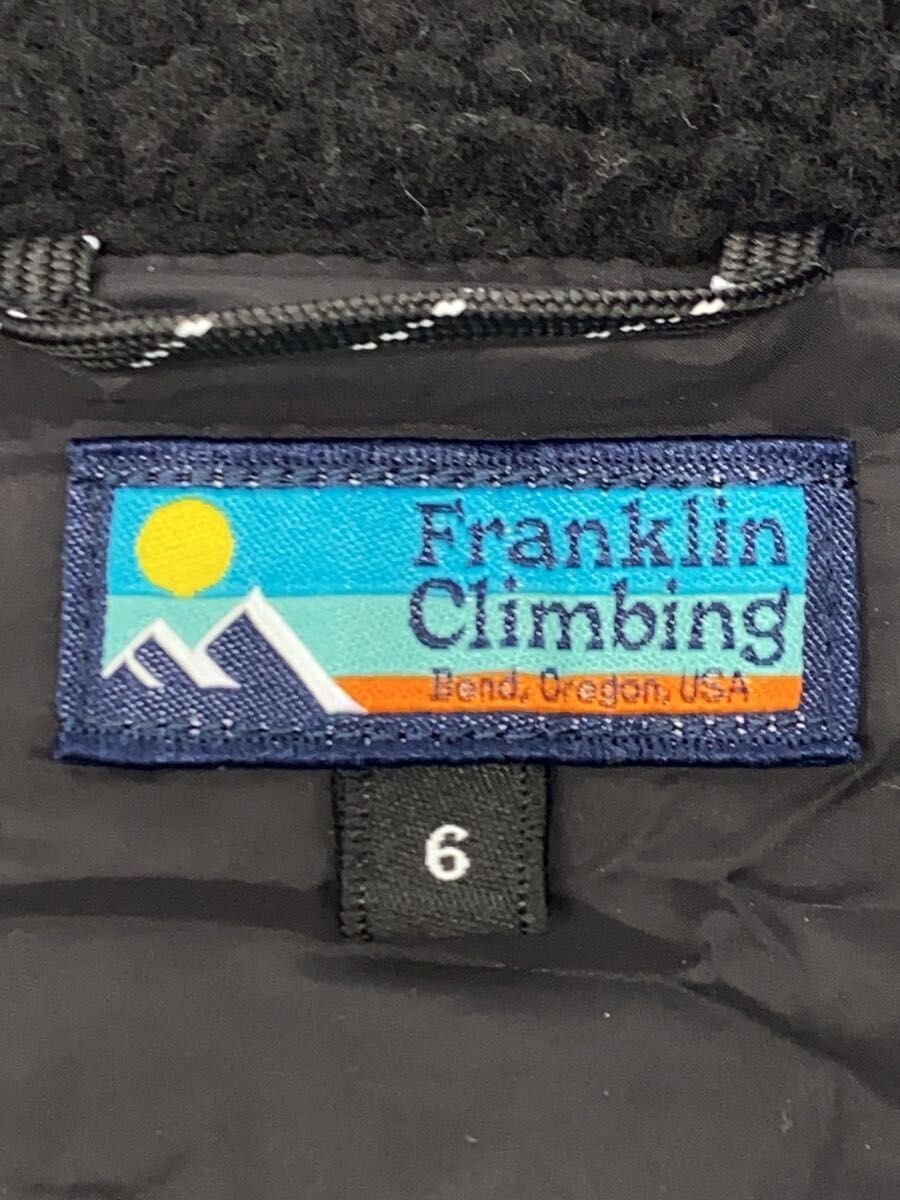 Franklin
Climbing
Bend, Oregon, USA
6